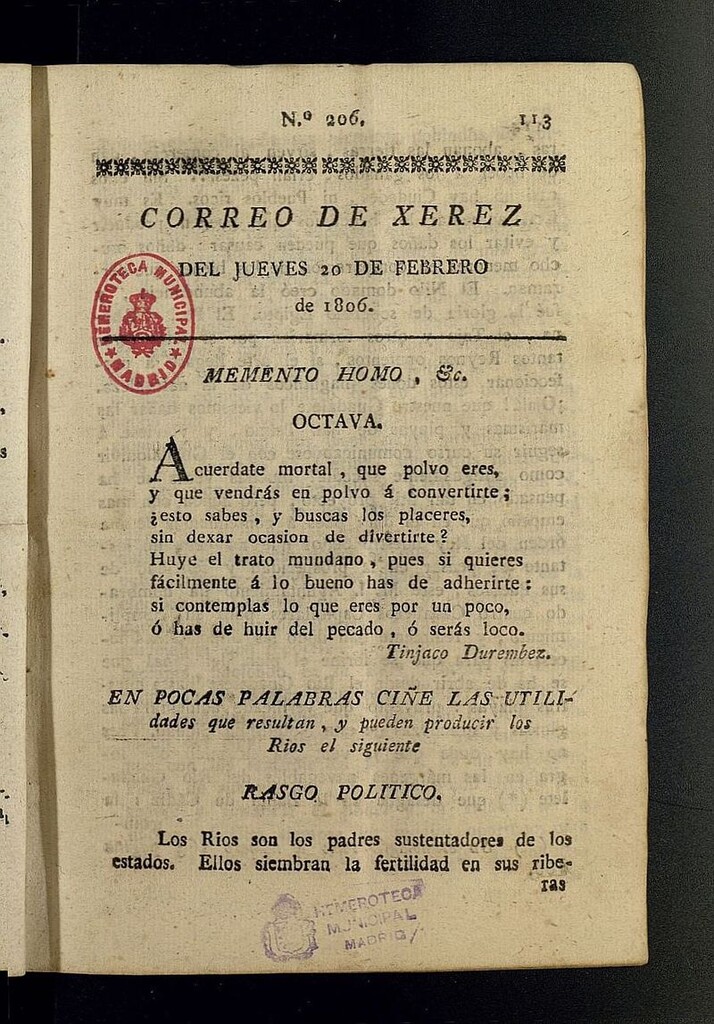 N.º 206.
113
CORREO DE XEREZ
DEL JUEVES 20 DE FEBRERO
de 1806.
HEMEROTECA MUNICIPAL
★ MADRID ★
MEMENTO HOMO , &c.
OCTAVA.
Acuerdate mortal , que polvo eres,
y que vendrás en polvo á convertirte ;
¿esto sabes , y buscas los placeres,
sin dexar ocasion de divertirte ?
Huye el trato mundano , pues si quieres
fácilmente á lo bueno has de adherirte :
si contemplas lo que eres por un poco,
ó has de huir del pecado , ó serás loco.
Tinjaco Durembez.
EN POCAS PALABRAS CIÑE LAS UTILI-
dades que resultan , y pueden producir los
Rios el siguiente
RASGO POLITICO.
Los Rios son los padres sustentadores de los
estados. Ellos siembran la fertilidad en sus ribe-
ras
HEMEROTECA
MUNICIPAL
MADRID